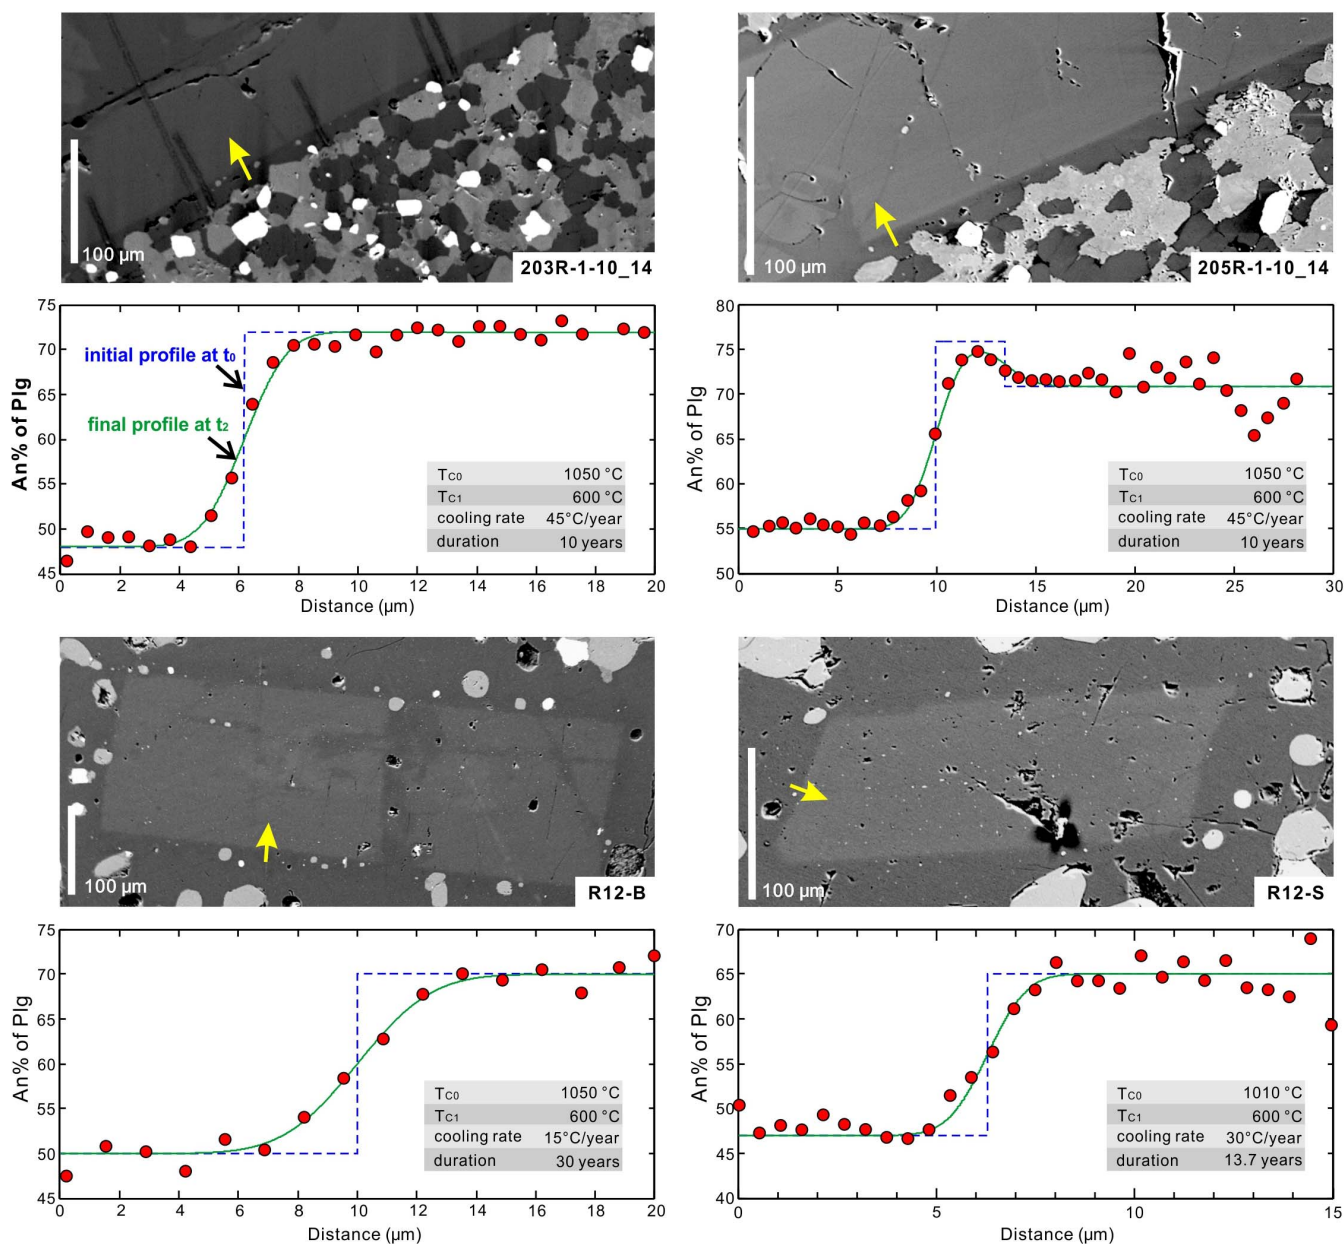 100 µm
203R-1-10_14
100 µm
205R-1-10_14
75
70
65
60
55
50
45
An% of Plg
initial profile at t₀
final profile at t₂
TC0 1050 °C
TC1 600 °C
cooling rate 45°C/year
duration 10 years
0 2 4 6 8 10 12 14 16 18 20
Distance (µm)
80
75
70
65
60
55
50
An% of Plg
TC0 1050 °C
TC1 600 °C
cooling rate 45°C/year
duration 10 years
0 5 10 15 20 25 30
Distance (µm)
100 µm
R12-B
100 µm
R12-S
75
70
65
60
55
50
45
An% of Plg
TC0 1050 °C
TC1 600 °C
cooling rate 15°C/year
duration 30 years
0 2 4 6 8 10 12 14 16 18 20
Distance (µm)
70
65
60
55
50
45
40
An% of Plg
TC0 1010 °C
TC1 600 °C
cooling rate 30°C/year
duration 13.7 years
0 5 10 15
Distance (µm)